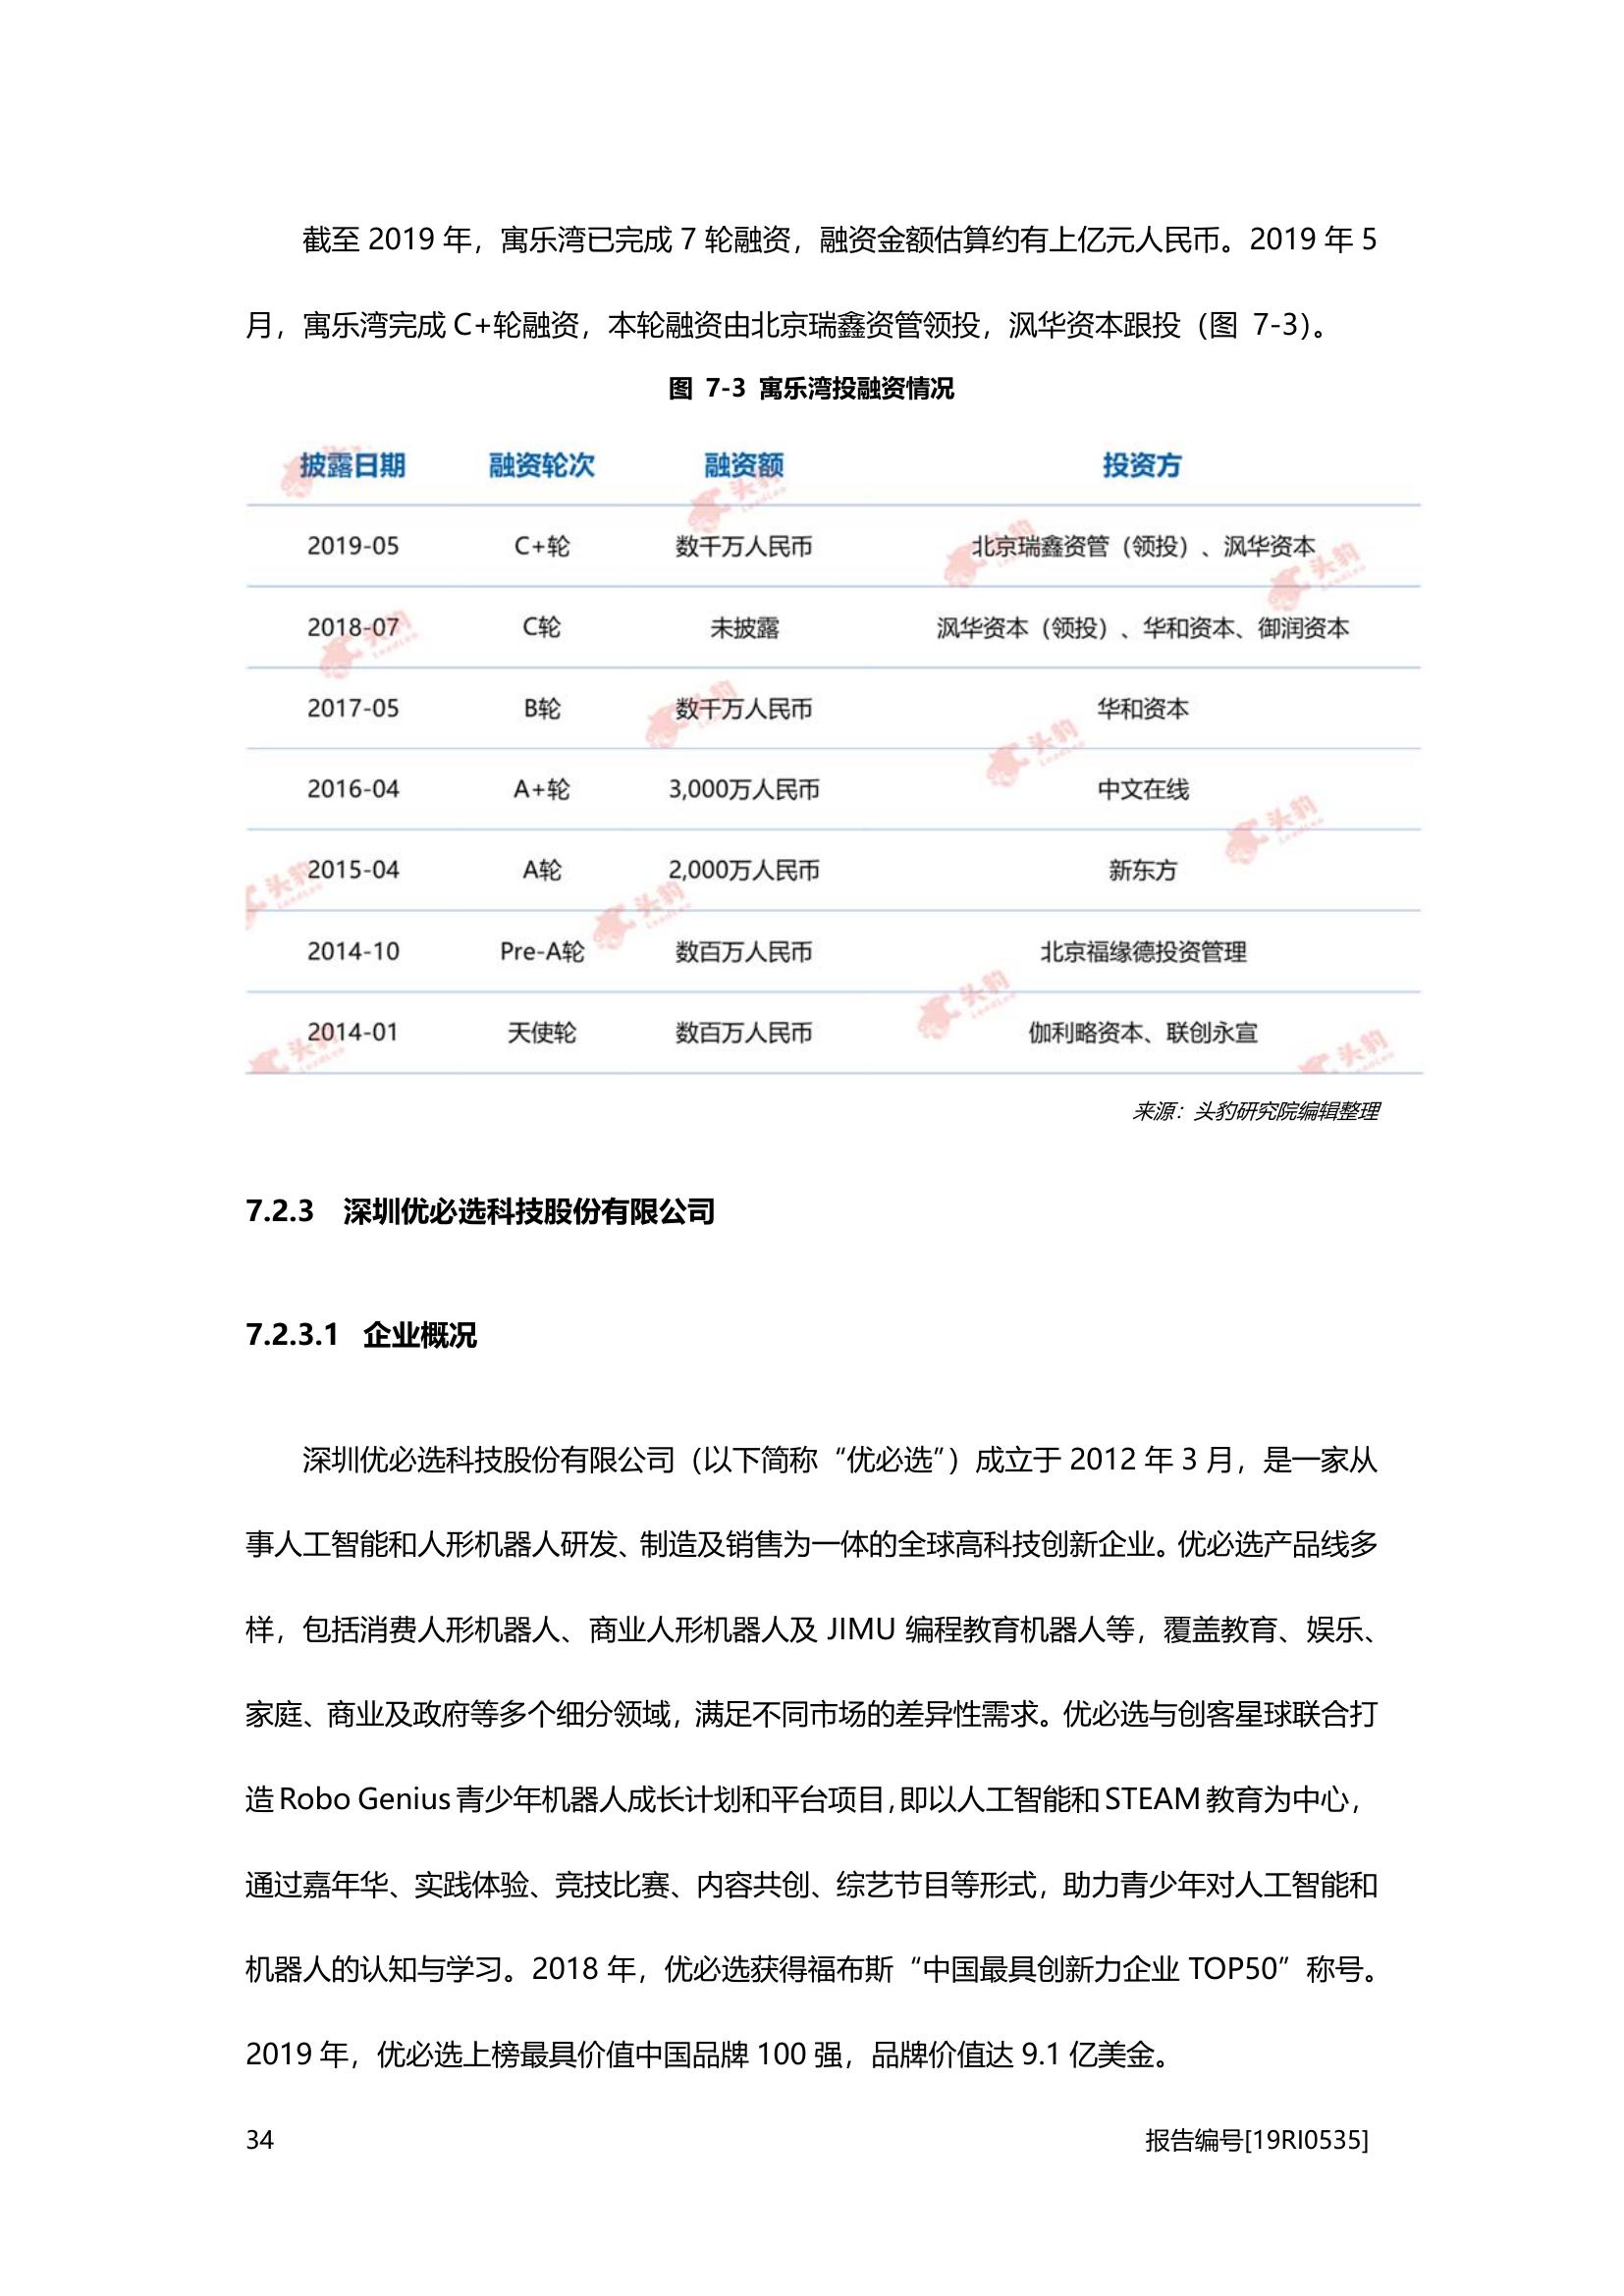 截至 2019 年，寓乐湾已完成 7 轮融资，融资金额估算约有上亿元人民币。2019 年 5
月，寓乐湾完成 C+轮融资，本轮融资由北京瑞鑫资管领投，沨华资本跟投（图 7-3）。
图 7-3 寓乐湾投融资情况
披露日期 融资轮次 融资额 投资方
2019-05 C+轮 数千万人民币 北京瑞鑫资管（领投）、沨华资本
2018-07 C轮 未披露 沨华资本（领投）、华和资本、御润资本
2017-05 B轮 数千万人民币 华和资本
2016-04 A+轮 3,000万人民币 中文在线
2015-04 A轮 2,000万人民币 新东方
2014-10 Pre-A轮 数百万人民币 北京福缘德投资管理
2014-01 天使轮 数百万人民币 伽利略资本、联创永宣
来源：头豹研究院编辑整理
7.2.3 深圳优必选科技股份有限公司
7.2.3.1 企业概况
深圳优必选科技股份有限公司（以下简称“优必选”）成立于 2012 年 3 月，是一家从
事人工智能和人形机器人研发、制造及销售为一体的全球高科技创新企业。优必选产品线多
样，包括消费人形机器人、商业人形机器人及 JIMU 编程教育机器人等，覆盖教育、娱乐、
家庭、商业及政府等多个细分领域，满足不同市场的差异性需求。优必选与创客星球联合打
造 Robo Genius 青少年机器人成长计划和平台项目，即以人工智能和 STEAM 教育为中心，
通过嘉年华、实践体验、竞技比赛、内容共创、综艺节目等形式，助力青少年对人工智能和
机器人的认知与学习。2018 年，优必选获得福布斯“中国最具创新力企业 TOP50”称号。
2019 年，优必选上榜最具价值中国品牌 100 强，品牌价值达 9.1 亿美金。
34 报告编号[19RI0535]